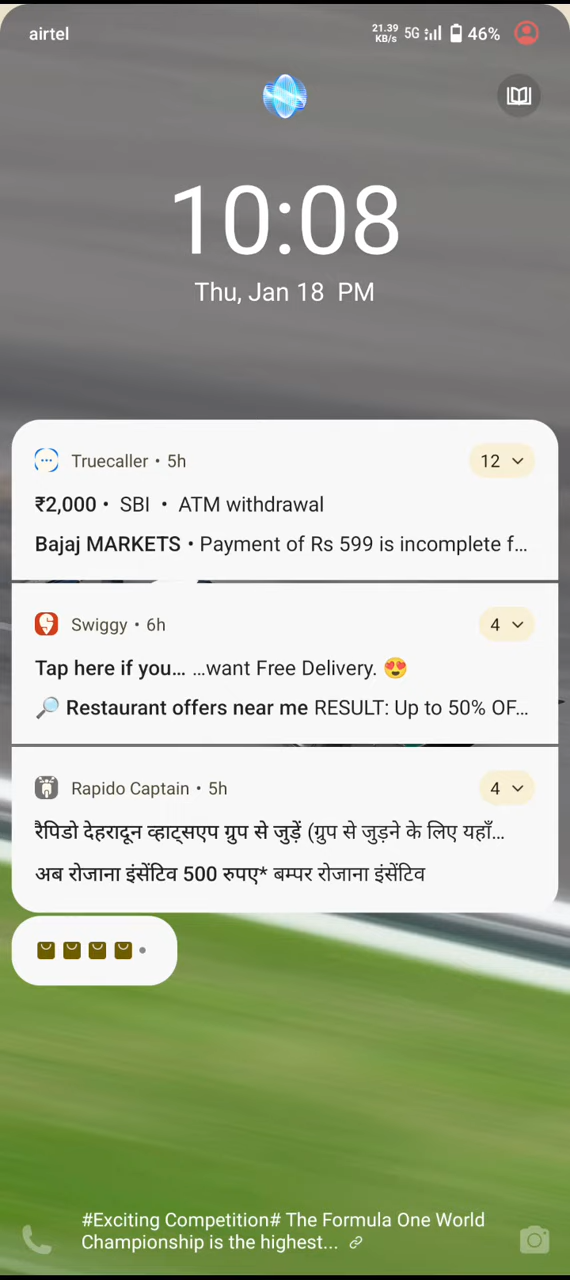 airtel
21.39
KB/s 5G 46%
10:08
Thu, Jan 18 PM
Truecaller • 5h 12
₹2,000 • SBI • ATM withdrawal
Bajaj MARKETS • Payment of Rs 599 is incomplete f...
Swiggy • 6h 4
Tap here if you... ...want Free Delivery. 😍
🔎 Restaurant offers near me RESULT: Up to 50% OF...
Rapido Captain • 5h 4
रैपिडो देहरादून व्हाट्सएप ग्रुप से जुड़ें (ग्रुप से जुड़ने के लिए यहाँ...
अब रोजाना इंसेंटिव 500 रुपए* बम्पर रोजाना इंसेंटिव
#Exciting Competition# The Formula One World
Championship is the highest...